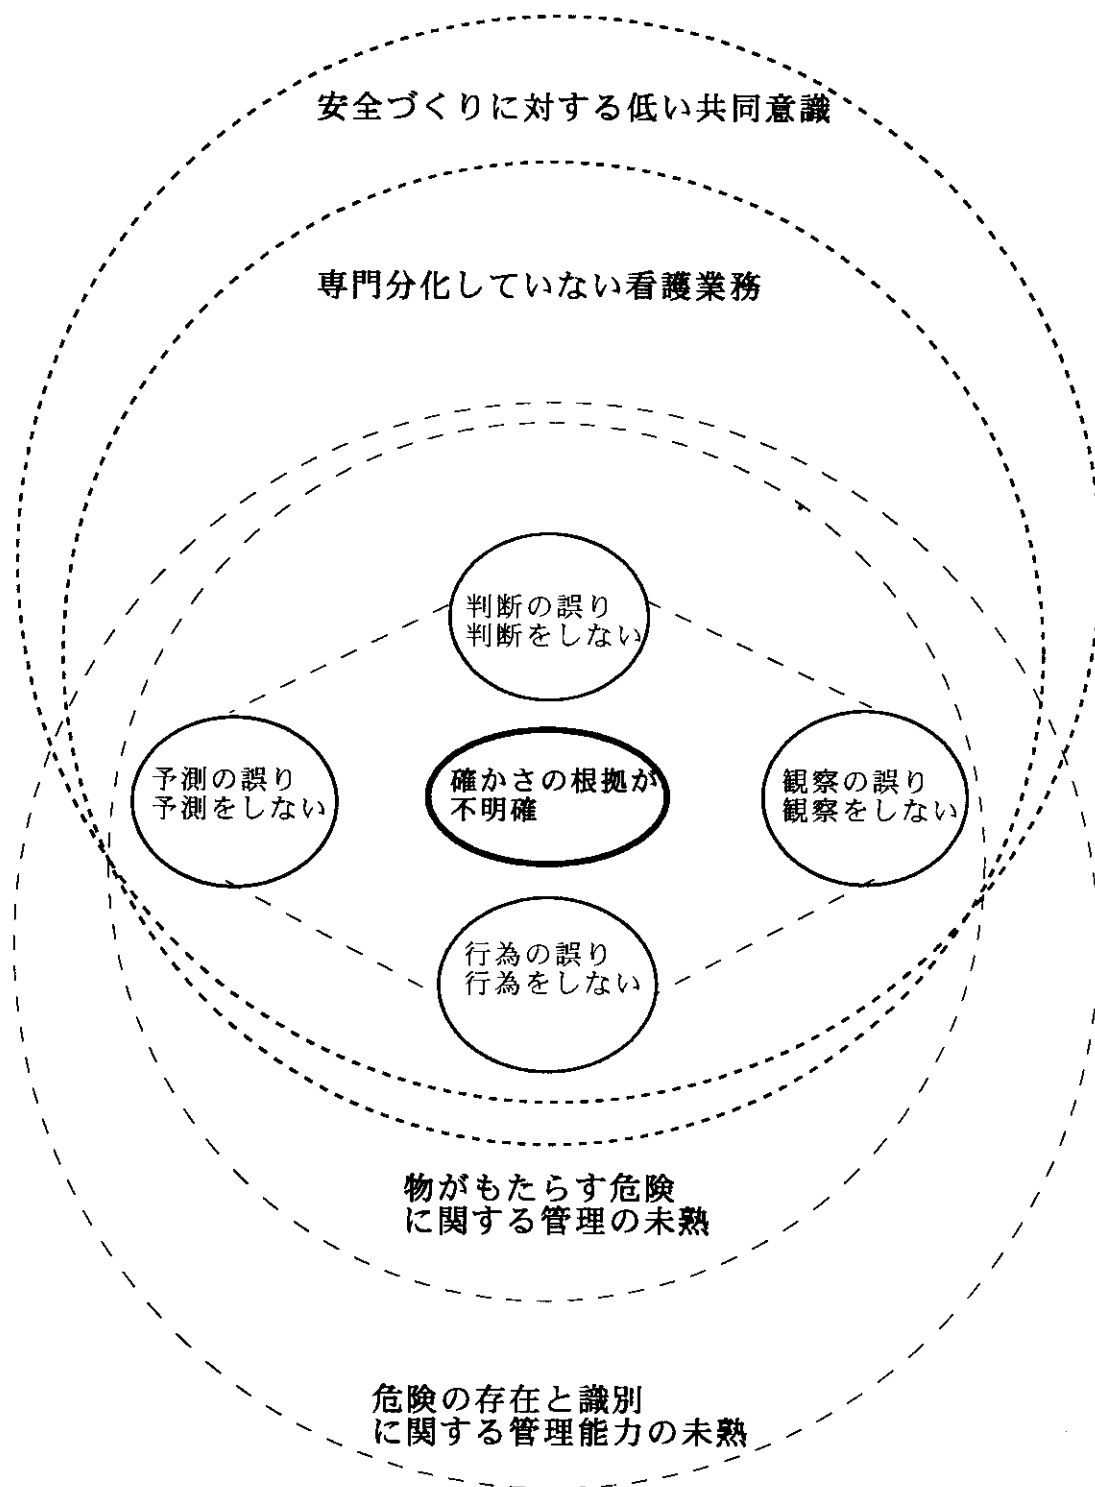 安全づくりに対する低い共同意識
専門分化していない看護業務
判断の誤り
判断をしない
予測の誤り
予測をしない
確かさの根拠が
不明確
観察の誤り
観察をしない
行為の誤り
行為をしない
物がもたらす危険
に関する管理の未熟
危険の存在と識別
に関する管理能力の未熟